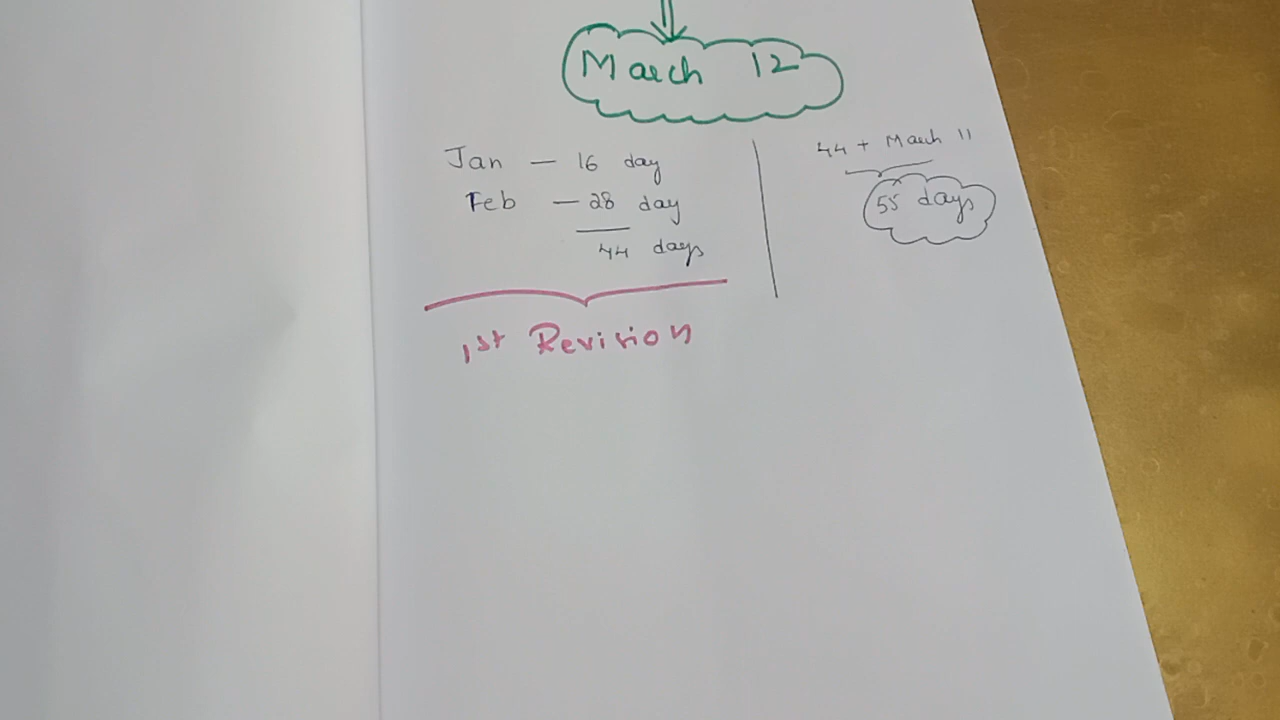 March 12
Jan — 16 day
Feb — 28 day
44 days
1st Revision
44 + March 11
55 days